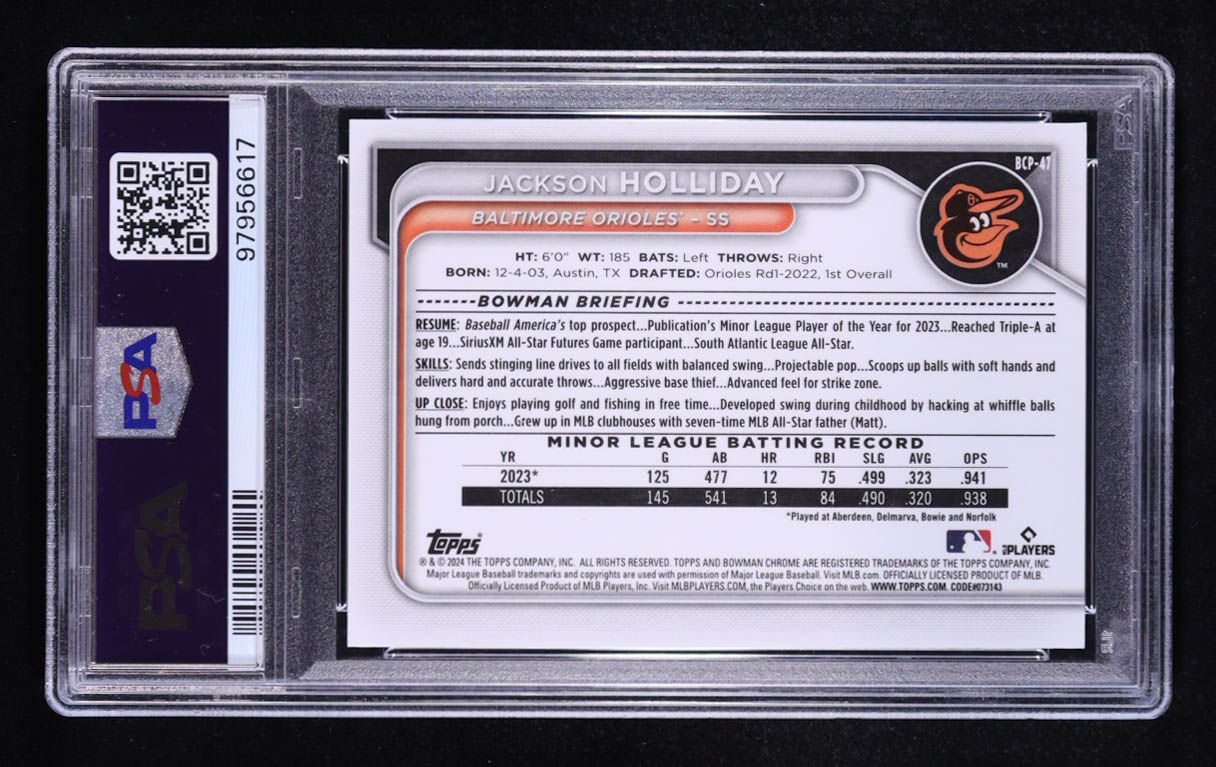 97956617
PSA
PSA
PSA
BCP-47
JACKSON HOLLIDAY
BALTIMORE ORIOLES® – SS
TM
HT: 6'0" WT: 185 BATS: Left THROWS: Right
BORN: 12-4-03, Austin, TX DRAFTED: Orioles Rd1-2022, 1st Overall
BOWMAN BRIEFING
RESUME: Baseball America's top prospect...Publication's Minor League Player of the Year for 2023...Reached Triple-A at
age 19...SiriusXM All-Star Futures Game participant...South Atlantic League All-Star.
SKILLS: Sends stinging line drives to all fields with balanced swing...Projectable pop...Scoops up balls with soft hands and
delivers hard and accurate throws...Aggressive base thief...Advanced feel for strike zone.
UP CLOSE: Enjoys playing golf and fishing in free time...Developed swing during childhood by hacking at whiffle balls
hung from porch...Grew up in MLB clubhouses with seven-time MLB All-Star father (Matt).
MINOR LEAGUE BATTING RECORD
YR G AB HR RBI SLG AVG OPS
2023* 125 477 12 75 .499 .323 .941
TOTALS 145 541 13 84 .490 .320 .938
*Played at Aberdeen, Delmarva, Bowie and Norfolk
Topps®
PLAYERS
® & © 2024 THE TOPPS COMPANY, INC. ALL RIGHTS RESERVED. TOPPS AND BOWMAN CHROME ARE REGISTERED TRADEMARKS OF THE TOPPS COMPANY, INC.
Major League Baseball trademarks and copyrights are used with permission of Major League Baseball. Visit MLB.com. OFFICIALLY LICENSED PRODUCT OF MLB.
Officially Licensed Product of MLB Players, Inc. Visit MLBPLAYERS.COM, the Players Choice on the web. WWW.TOPPS.COM. CODE#073143